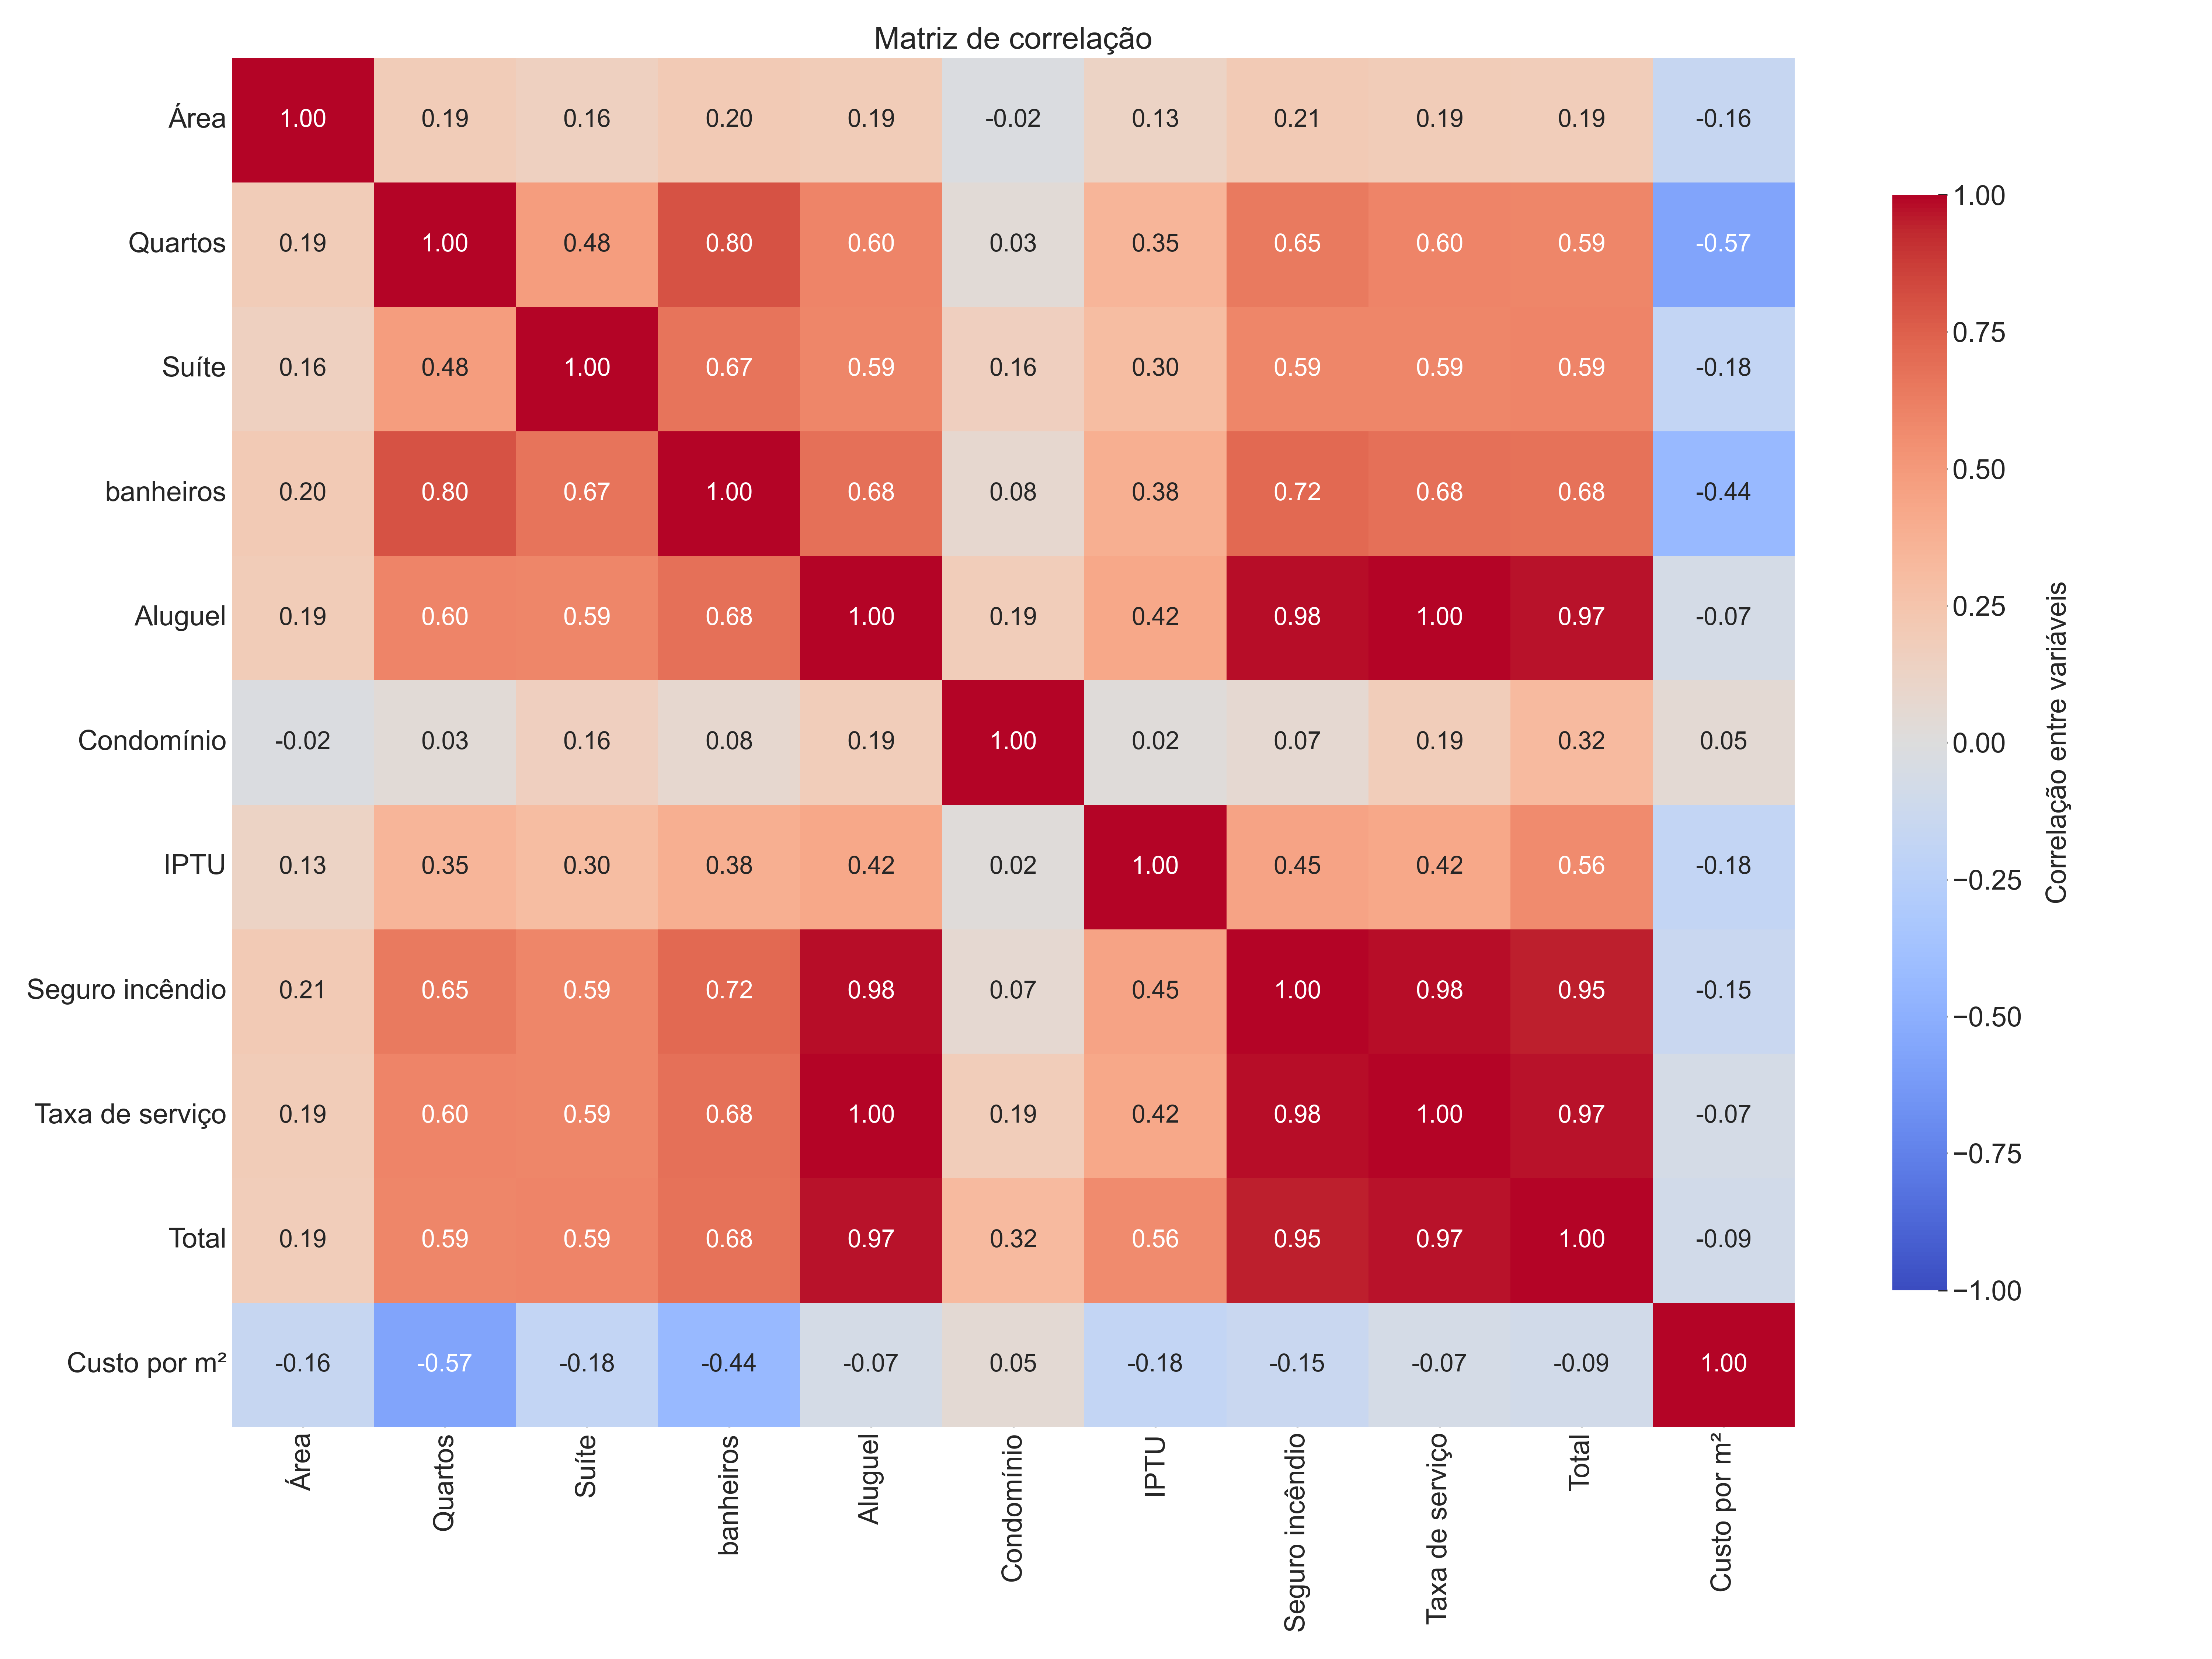 Matriz de correlação
Área 1.00 0.19 0.16 0.20 0.19 -0.02 0.13 0.21 0.19 0.19 -0.16
Quartos 0.19 1.00 0.48 0.80 0.60 0.03 0.35 0.65 0.60 0.59 -0.57
Suíte 0.16 0.48 1.00 0.67 0.59 0.16 0.30 0.59 0.59 0.59 -0.18
banheiros 0.20 0.80 0.67 1.00 0.68 0.08 0.38 0.72 0.68 0.68 -0.44
Aluguel 0.19 0.60 0.59 0.68 1.00 0.19 0.42 0.98 1.00 0.97 -0.07
Condomínio -0.02 0.03 0.16 0.08 0.19 1.00 0.02 0.07 0.19 0.32 0.05
IPTU 0.13 0.35 0.30 0.38 0.42 0.02 1.00 0.45 0.42 0.56 -0.18
Seguro incêndio 0.21 0.65 0.59 0.72 0.98 0.07 0.45 1.00 0.98 0.95 -0.15
Taxa de serviço 0.19 0.60 0.59 0.68 1.00 0.19 0.42 0.98 1.00 0.97 -0.07
Total 0.19 0.59 0.59 0.68 0.97 0.32 0.56 0.95 0.97 1.00 -0.09
Custo por m² -0.16 -0.57 -0.18 -0.44 -0.07 0.05 -0.18 -0.15 -0.07 -0.09 1.00
Área
Quartos
Suíte
banheiros
Aluguel
Condomínio
IPTU
Seguro incêndio
Taxa de serviço
Total
Custo por m²
1.00
0.75
0.50
0.25
0.00
−0.25
−0.50
−0.75
−1.00
Correlação entre variáveis